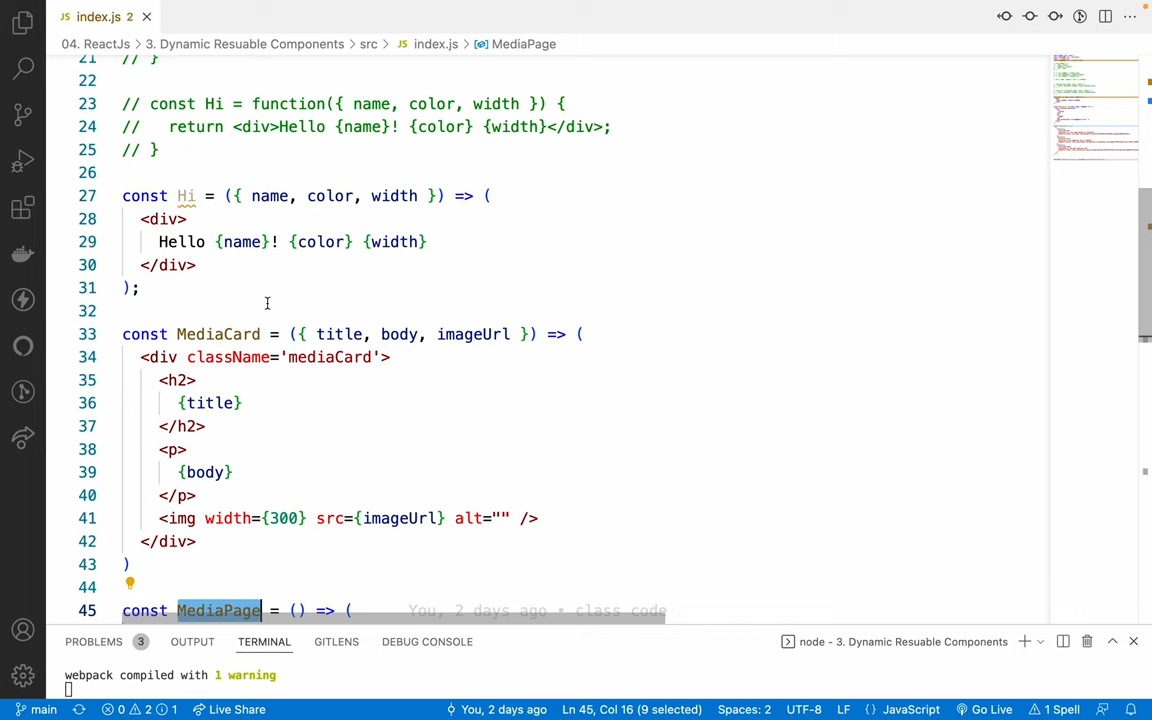 JS index.js 2
04. ReactJs > 3. Dynamic Resuable Components > src > JS index.js > MediaPage
21 // }
22
23 // const Hi = function({ name, color, width }) {
24 //   return <div>Hello {name}! {color} {width}</div>;
25 // }
26
27 const Hi = ({ name, color, width }) => (
28   <div>
29     Hello {name}! {color} {width}
30   </div>
31 );
32
33 const MediaCard = ({ title, body, imageUrl }) => (
34   <div className='mediaCard'>
35     <h2>
36       {title}
37     </h2>
38     <p>
39       {body}
40     </p>
41     <img width={300} src={imageUrl} alt="" />
42   </div>
43 )
44
45 const MediaPage = () => ( You, 2 days ago • class code
PROBLEMS 3 OUTPUT TERMINAL GITLENS DEBUG CONSOLE node - 3. Dynamic Resuable Components
webpack compiled with 1 warning
main 0 2 1 Live Share You, 2 days ago Ln 45, Col 16 (9 selected) Spaces: 2 UTF-8 LF {} JavaScript Go Live 1 Spell